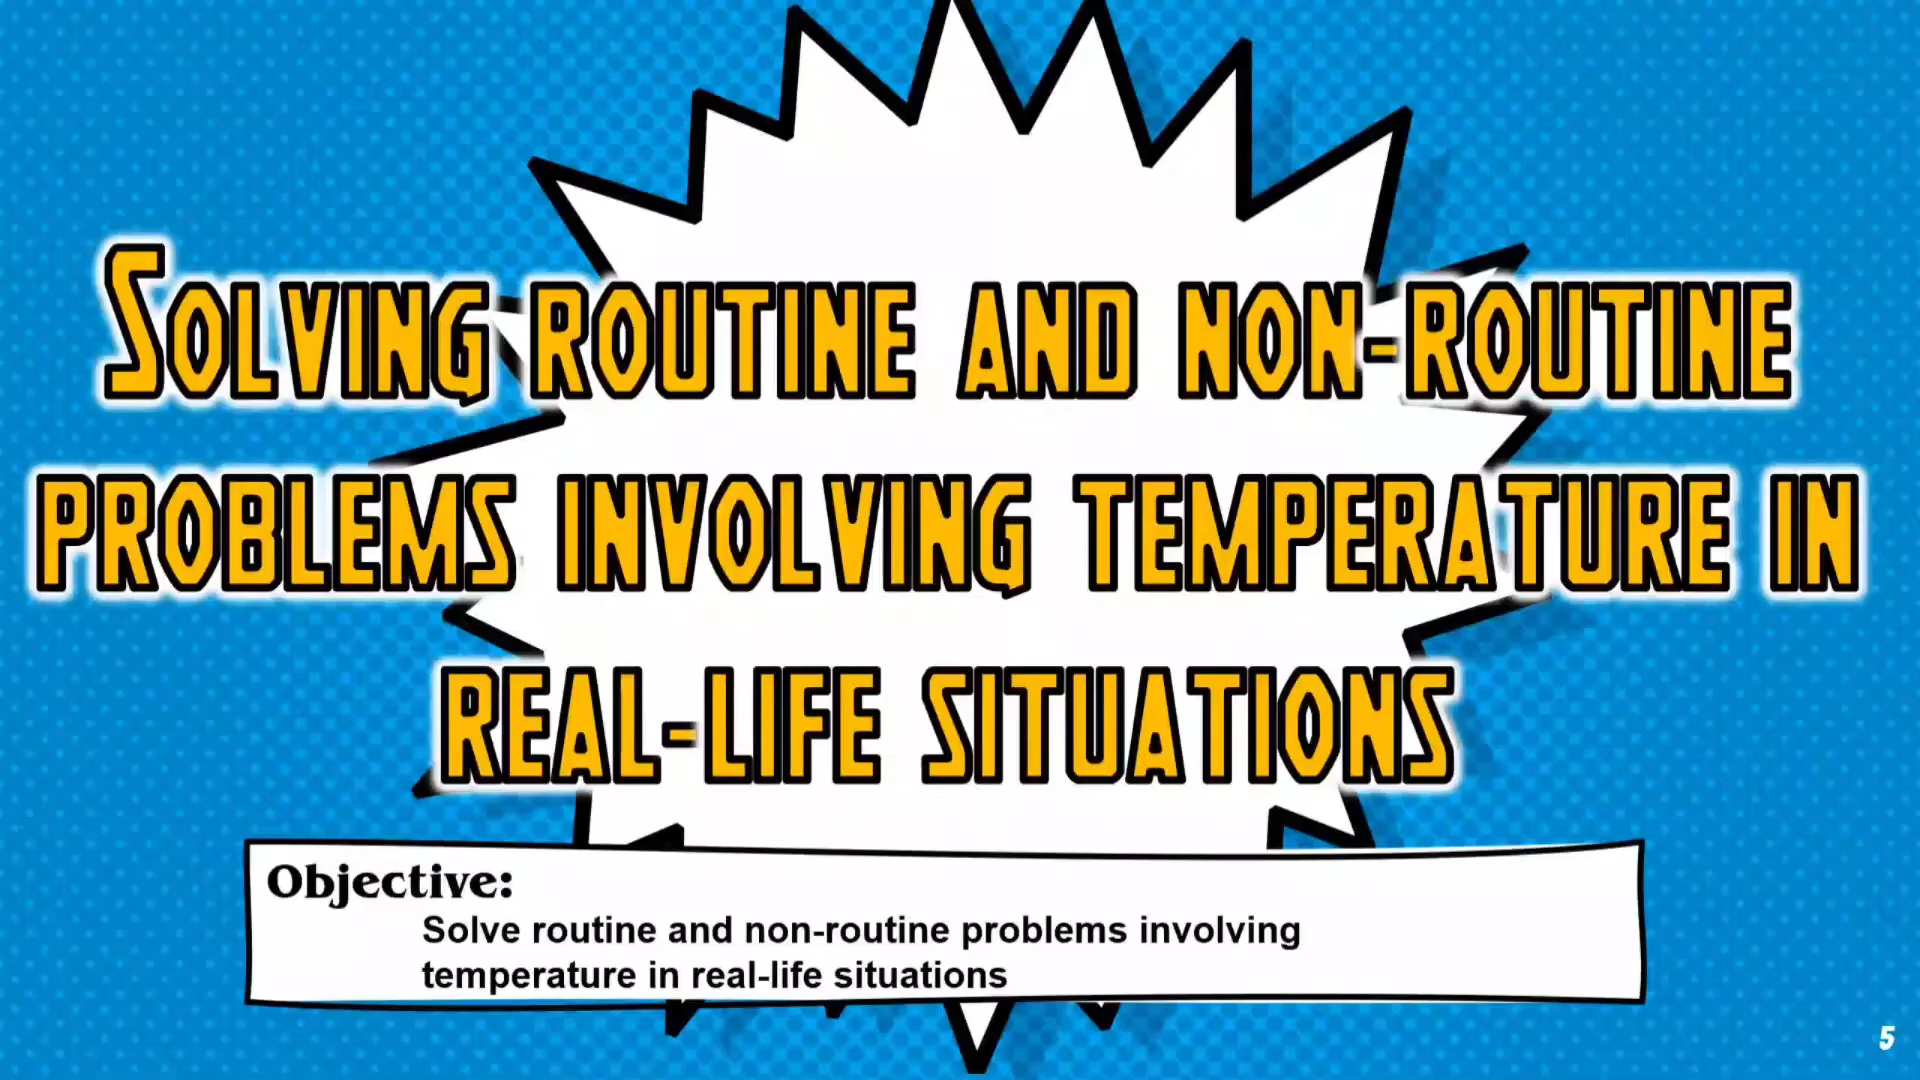 Solving routine and non-routine
problems involving temperature in
real-life situations
Objective:
Solve routine and non-routine problems involving
temperature in real-life situations
5